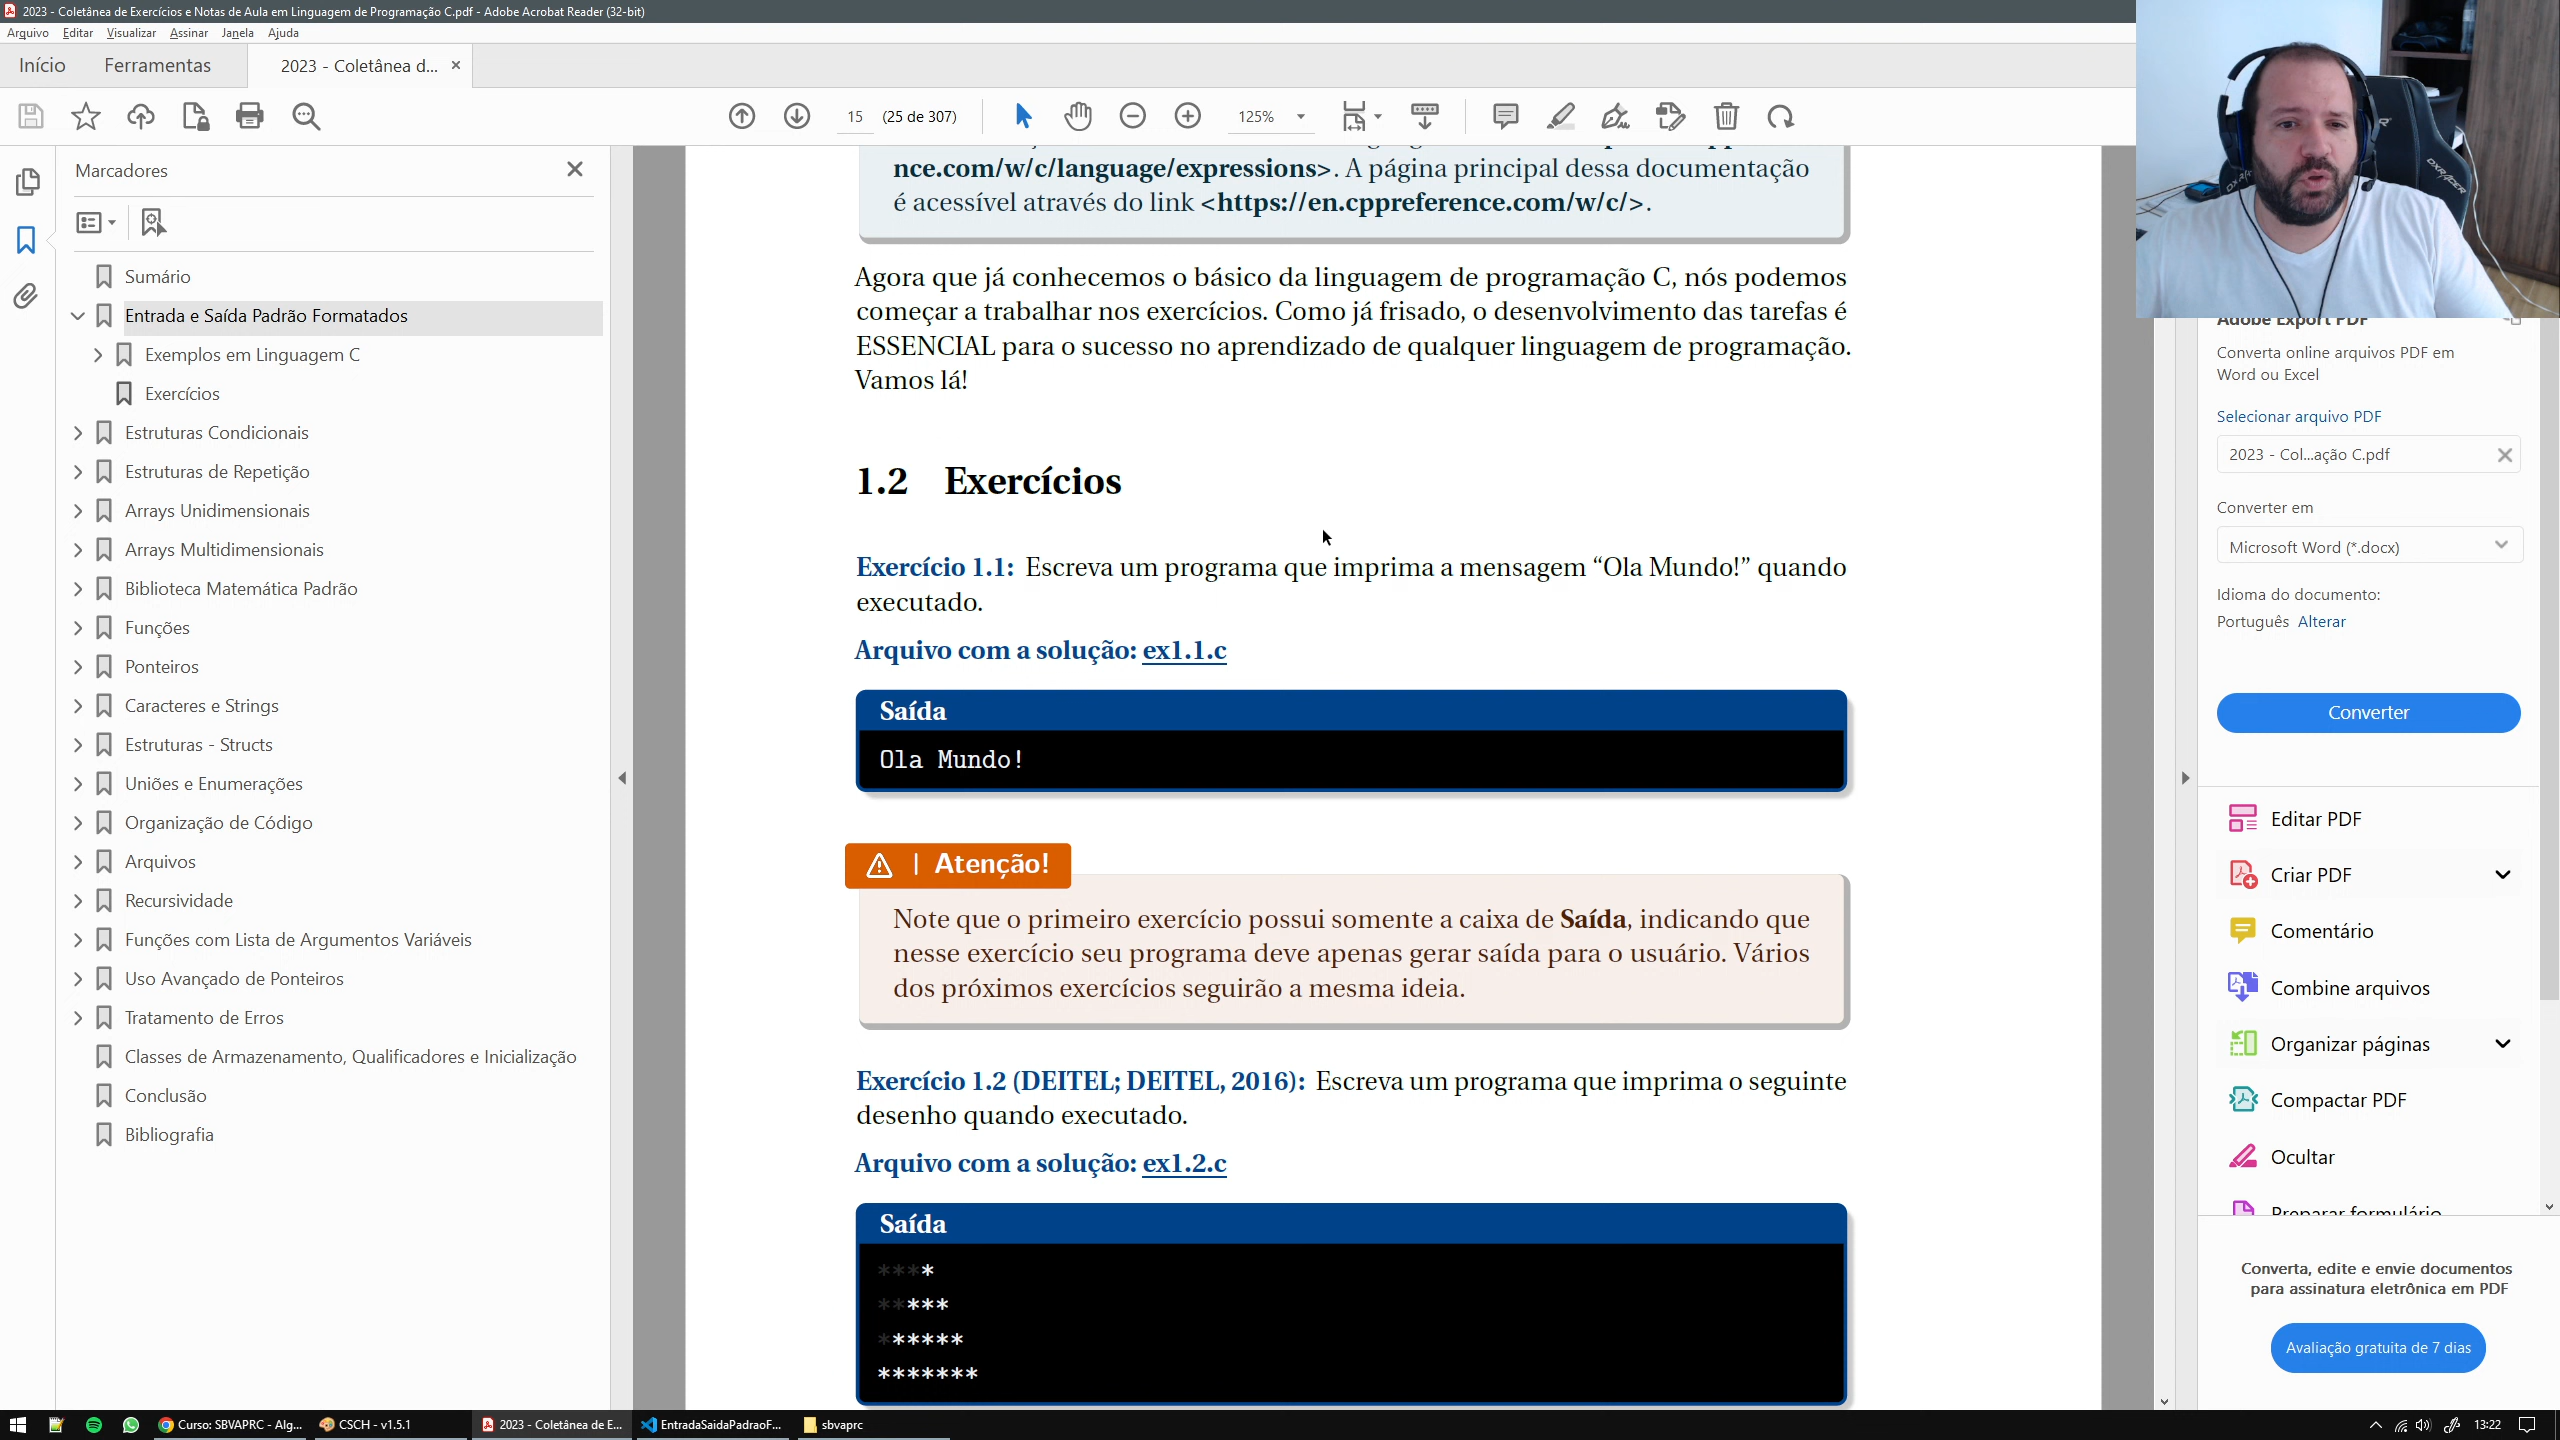 2023 - Coletânea de Exercícios e Notas de Aula em Linguagem de Programação C.pdf - Adobe Acrobat Reader (32-bit)
Arquivo Editar Visualizar Assinar Janela Ajuda
Início Ferramentas 2023 - Coletânea d... ×
15 (25 de 307) 125%
Marcadores
Sumário
Entrada e Saída Padrão Formatados
Exemplos em Linguagem C
Exercícios
Estruturas Condicionais
Estruturas de Repetição
Arrays Unidimensionais
Arrays Multidimensionais
Biblioteca Matemática Padrão
Funções
Ponteiros
Caracteres e Strings
Estruturas - Structs
Uniões e Enumerações
Organização de Código
Arquivos
Recursividade
Funções com Lista de Argumentos Variáveis
Uso Avançado de Ponteiros
Tratamento de Erros
Classes de Armazenamento, Qualificadores e Inicialização
Conclusão
Bibliografia
nce.com/w/c/language/expressions>. A página principal dessa documentação
é acessível através do link <https://en.cppreference.com/w/c/>.
Agora que já conhecemos o básico da linguagem de programação C, nós podemos
começar a trabalhar nos exercícios. Como já frisado, o desenvolvimento das tarefas é
ESSENCIAL para o sucesso no aprendizado de qualquer linguagem de programação.
Vamos lá!
1.2 Exercícios
Exercício 1.1: Escreva um programa que imprima a mensagem “Ola Mundo!” quando
executado.
Arquivo com a solução: ex1.1.c
Saída
Ola Mundo!
| Atenção!
Note que o primeiro exercício possui somente a caixa de Saída, indicando que
nesse exercício seu programa deve apenas gerar saída para o usuário. Vários
dos próximos exercícios seguirão a mesma ideia.
Exercício 1.2 (DEITEL; DEITEL, 2016): Escreva um programa que imprima o seguinte
desenho quando executado.
Arquivo com a solução: ex1.2.c
Saída
****
*****
******
*******
DXRACER
Adobe Export PDF
Converta online arquivos PDF em
Word ou Excel
Selecionar arquivo PDF
2023 - Col...ação C.pdf
Converter em
Microsoft Word (*.docx)
Idioma do documento:
Português Alterar
Converter
Editar PDF
Criar PDF
Comentário
Combine arquivos
Organizar páginas
Compactar PDF
Ocultar
Preparar formulário
Converta, edite e envie documentos
para assinatura eletrônica em PDF
Avaliação gratuita de 7 dias
Curso: SBVAPRC - Alg... CSCH - v1.5.1 2023 - Coletânea de E... EntradaSaidaPadraoF... sbvaprc 13:22